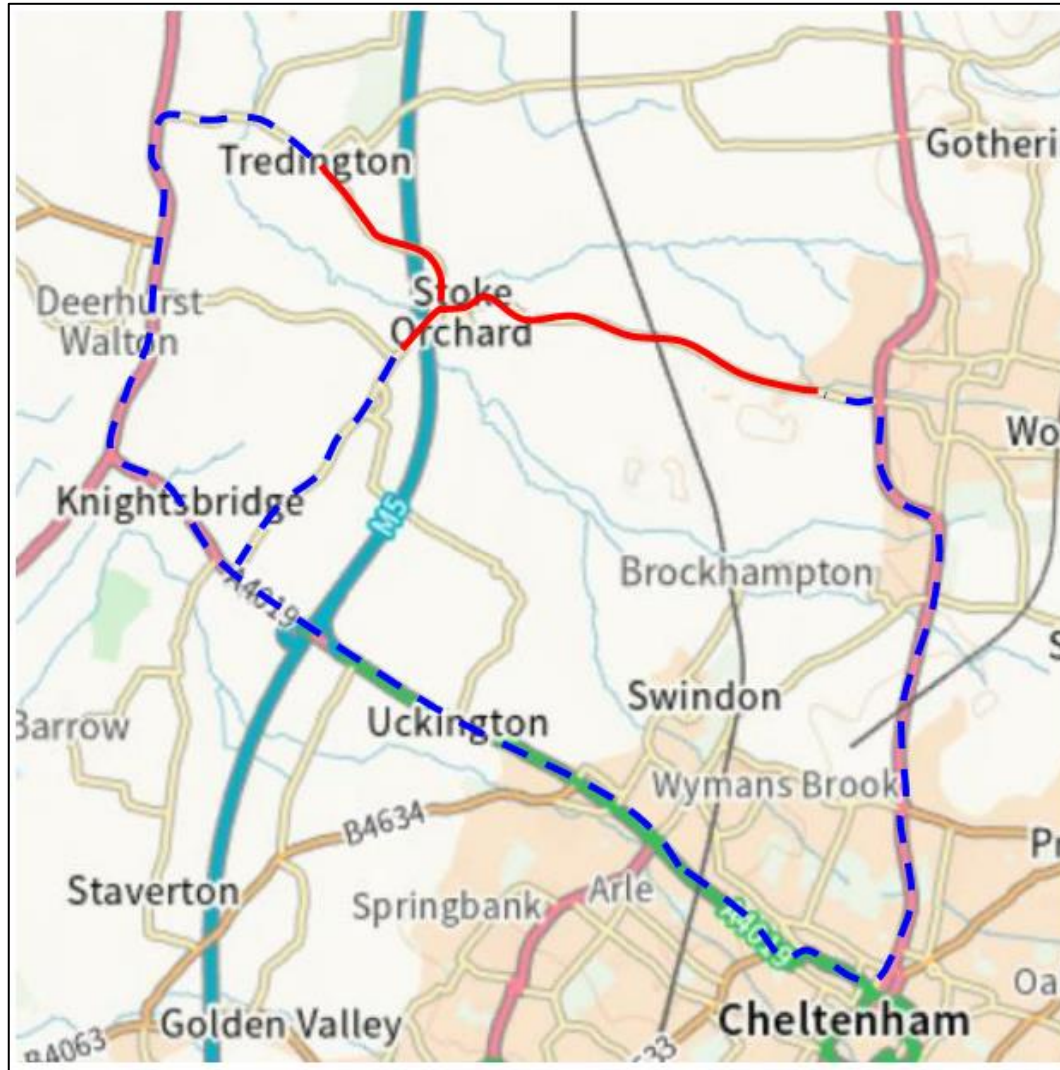 Gotheri
Tredington
Stoke
Orchard
Deerhurst
Walton
Wo
Knightsbridge
M5
Brockhampton
A4019
S
Swindon
Uckington
Barrow
Wymans Brook
B4634
Pr
Staverton
Arle
Springbank
A4019
Oa
Golden Valley
Cheltenham
B4063
33